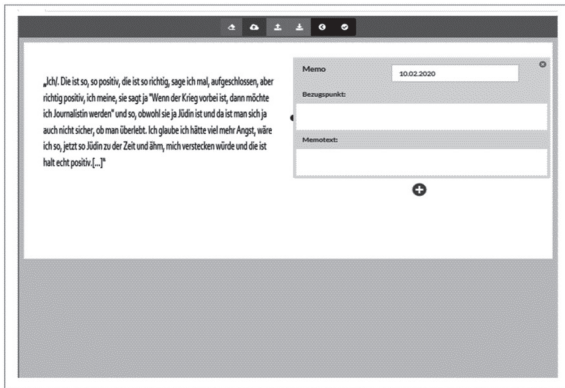 „Ich/. Die ist so, so positiv, die ist so richtig, sage ich mal, aufgeschlossen, aber
richtig positiv, ich meine, sie sagt ja "Wenn der Krieg vorbei ist, dann möchte
ich Journalistin werden" und so, obwohl sie ja Jüdin ist und da ist man sich ja
auch nicht sicher, ob man überlebt. Ich glaube ich hätte viel mehr Angst, wäre
ich so, jetzt so Jüdin zu der Zeit und ähm, mich verstecken würde und die ist
halt echt positiv.[...]“
Memo
10.02.2020
Bezugspunkt:
Memotext: